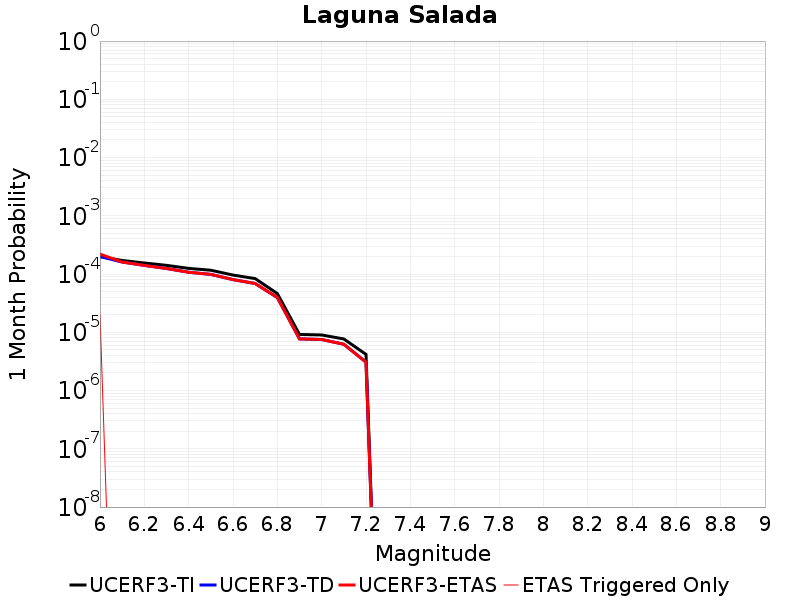 Laguna Salada
1 Month Probability
10^0
10^-1
10^-2
10^-3
10^-4
10^-5
10^-6
10^-7
10^-8
6 6.2 6.4 6.6 6.8 7 7.2 7.4 7.6 7.8 8 8.2 8.4 8.6 8.8 9
Magnitude
UCERF3-TI UCERF3-TD UCERF3-ETAS ETAS Triggered Only